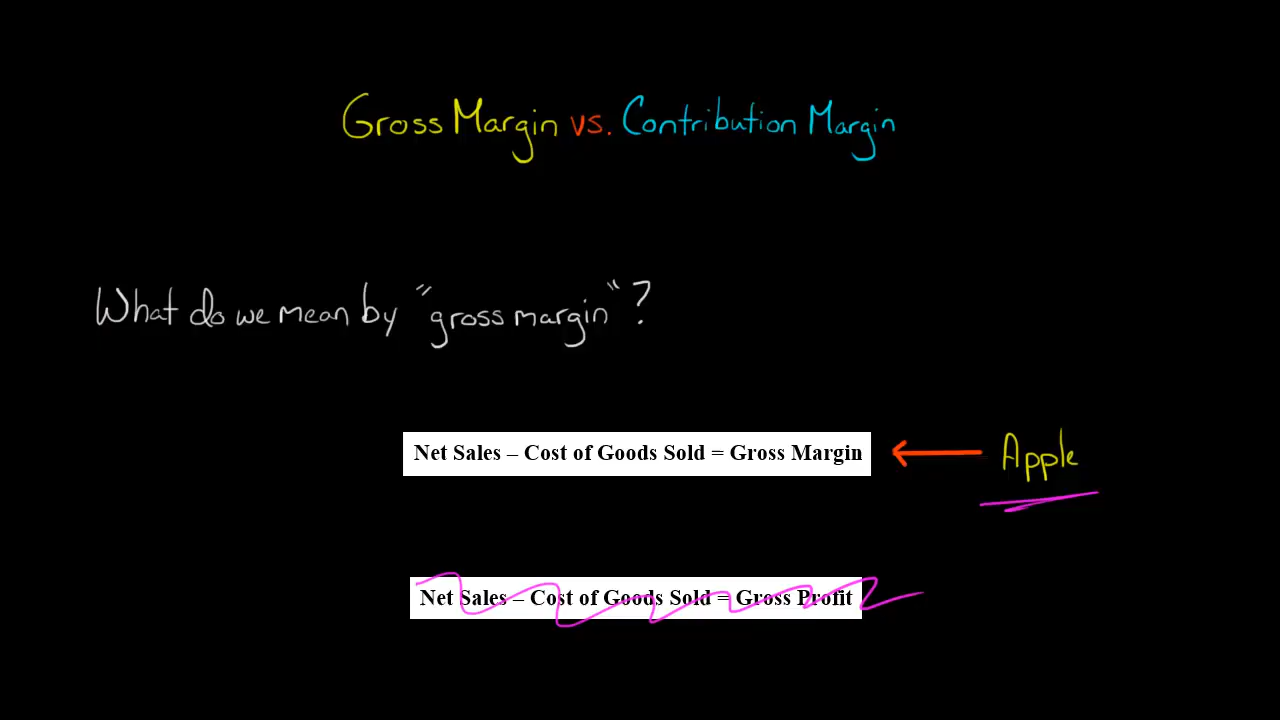 Gross Margin vs. Contribution Margin
What do we mean by "gross margin"?
Net Sales – Cost of Goods Sold = Gross Margin
Apple
Net Sales – Cost of Goods Sold = Gross Profit